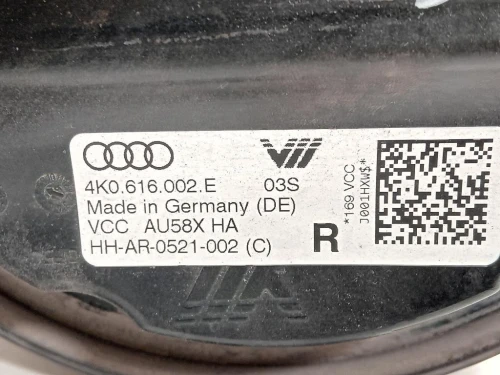 4K0.616.002.E 03S
Made in Germany (DE)
VCC AU58X HA
HH-AR-0521-002 (C)
R
*169 VCC
J001HXW$*